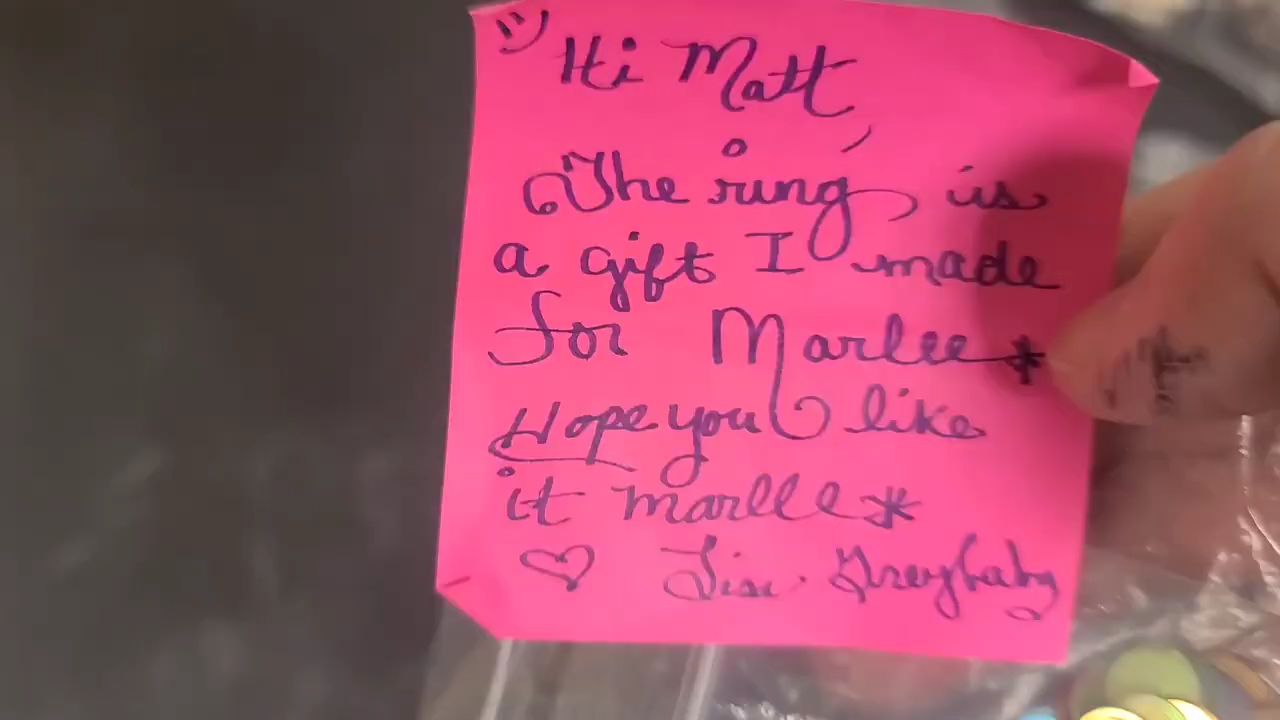 Hi Matt,
The ring is
a gift I made
for Marlee*
Hope you like
it marlee*
♡ Lisa Greybaby